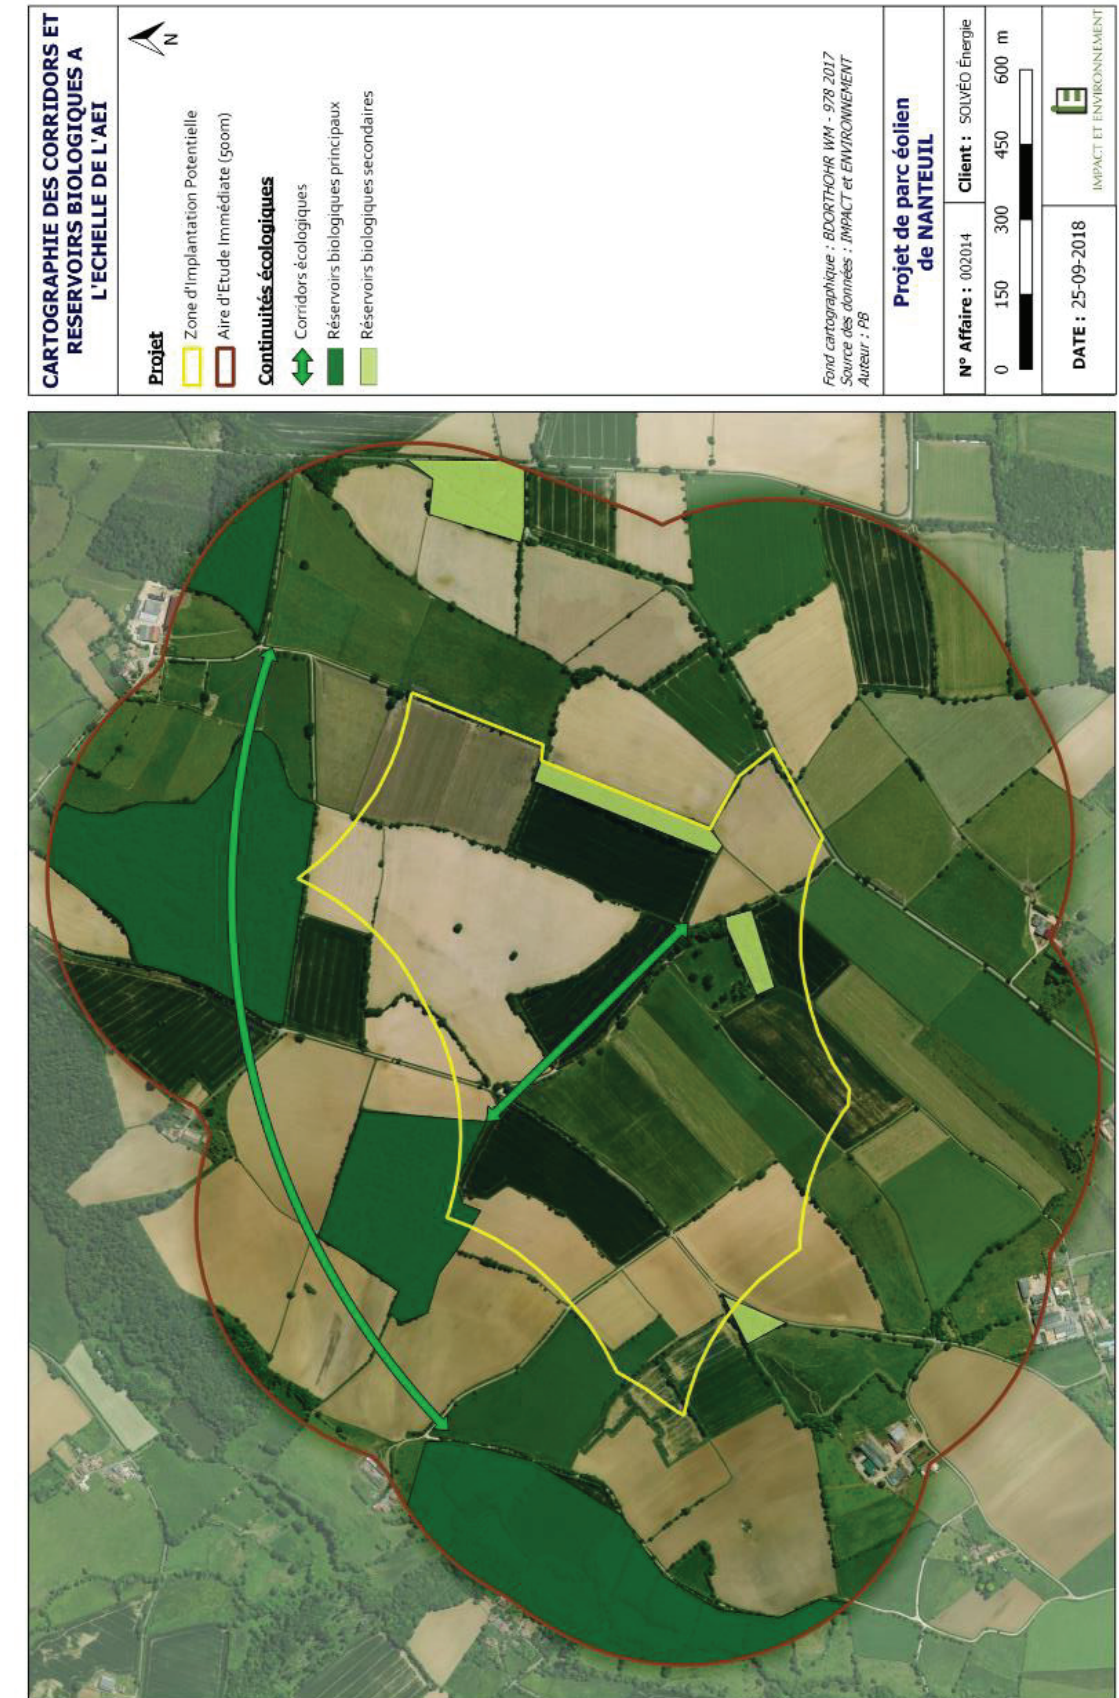 CARTOGRAPHIE DES CORRIDORS ET
RESERVOIRS BIOLOGIQUES A
L'ECHELLE DE L'AEI
N
Projet
Zone d'Implantation Potentielle
Aire d'Etude Immédiate (500m)
Continuités écologiques
Corridors écologiques
Réservoirs biologiques principaux
Réservoirs biologiques secondaires
Fond cartographique : BDORTHOHR WM - 978 2017
Source des données : IMPACT et ENVIRONNEMENT
Auteur : PB
Projet de parc éolien
de NANTEUIL
N° Affaire : 002014
Client : SOLVÉO Énergie
0 150 300 450 600 m
DATE : 25-09-2018
IE
IMPACT ET ENVIRONNEMENT